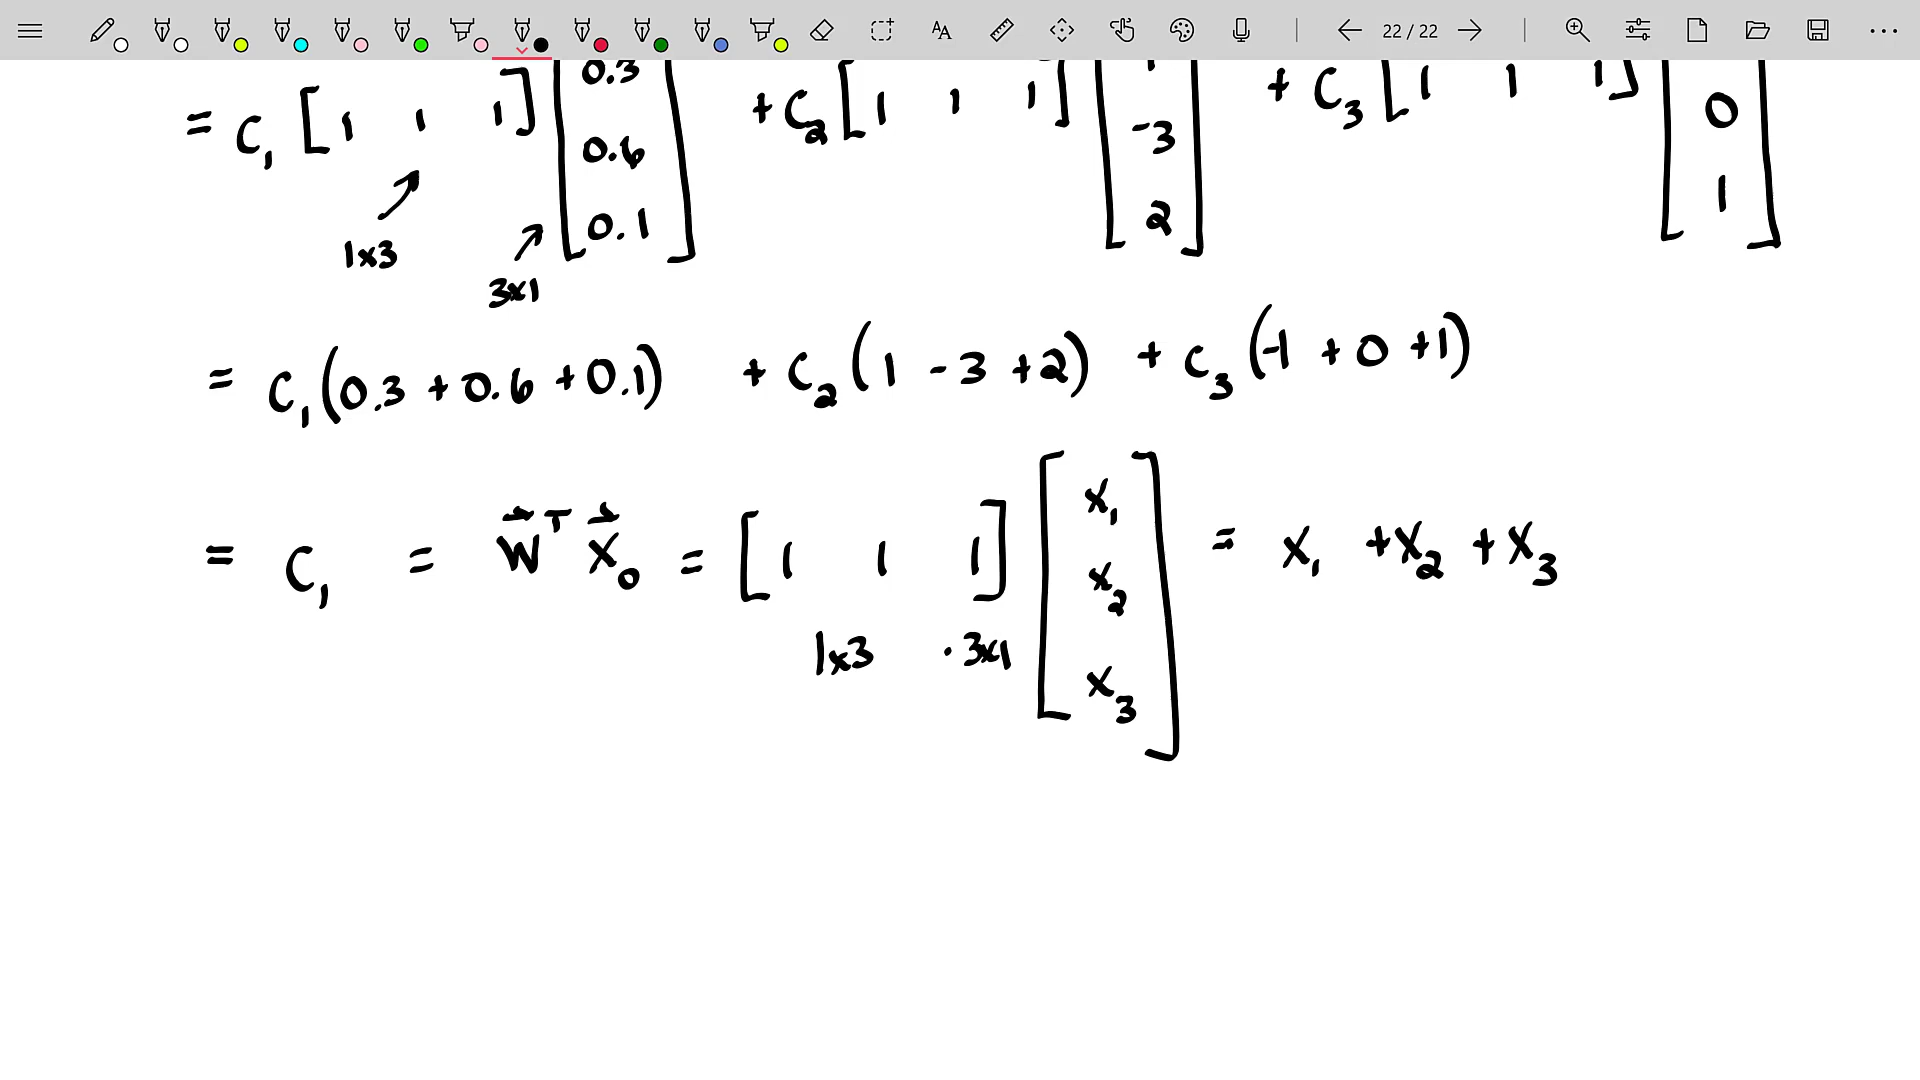 22 / 22
= C₁ [1 1 1] [0.3 0.6 0.1] + C₂ [1 1 1] [1 -3 2] + C₃ [1 1 1] [0 1]
1x3
3x1
= C₁(0.3 + 0.6 + 0.1) + C₂(1 - 3 + 2) + C₃(-1 + 0 + 1)
= C₁ = W⃗ᵀ X⃗₀ = [1 1 1] [x₁ x₂ x₃] = x₁ + x₂ + x₃
1x3 · 3x1